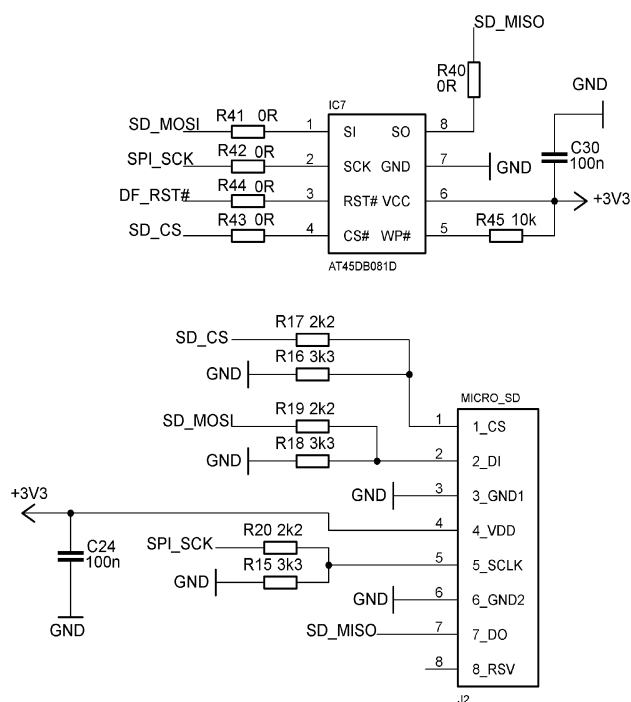 SD_MISO
R40
0R
GND
IC7
SD_MOSI R41 0R 1 SI SO 8
C30
100n
SPI_SCK R42 0R 2 SCK GND 7 GND
DF_RST# R44 0R 3 RST# VCC 6 +3V3
SD_CS R43 0R 4 CS# WP# 5 R45 10k
AT45DB081D
R17 2k2
SD_CS
R16 3k3
GND
MICRO_SD
R19 2k2
SD_MOSI 1 1_CS
R18 3k3
GND 2 2_DI
GND 3 3_GND1
+3V3 4 4_VDD
R20 2k2
C24
100n
SPI_SCK
R15 3k3
5 5_SCLK
GND
GND 6 6_GND2
GND
SD_MISO 7 7_DO
8 8_RSV
J2